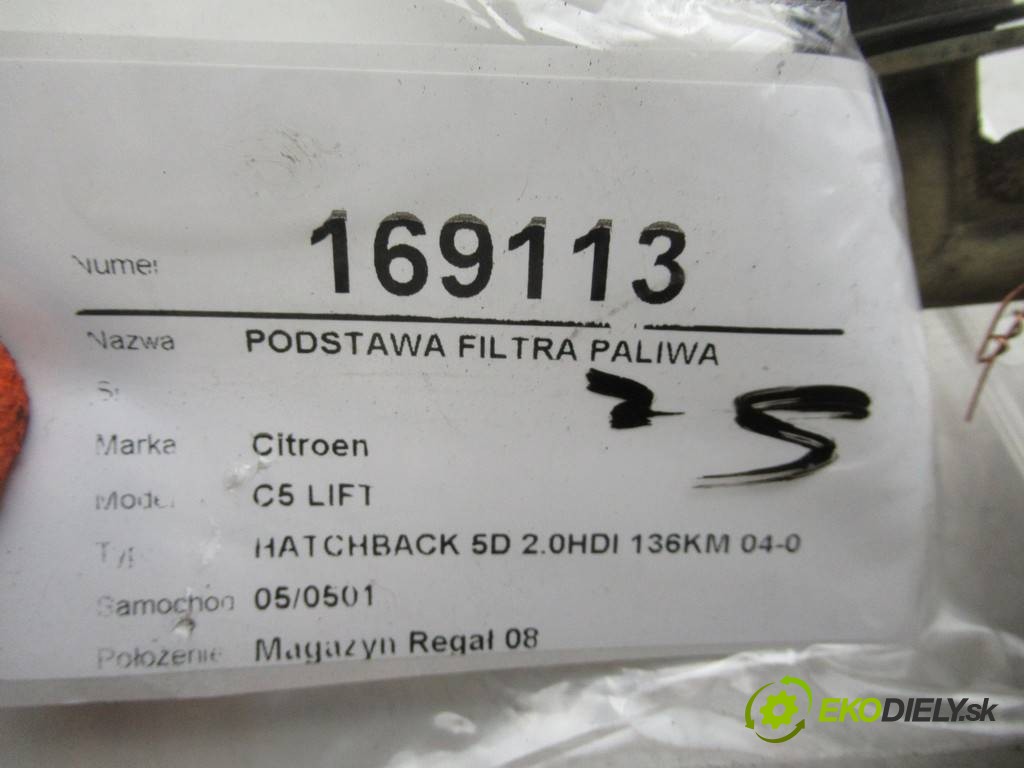 Numer 169113
Nazwa PODSTAWA FILTRA PALIWA
Marka Citroen
Model C5 LIFT
Typ HATCHBACK 5D 2.0HDI 136KM 04-0
Samochod 05/0501
Położenie Magazyn Regał 08
EKODIELY.sk